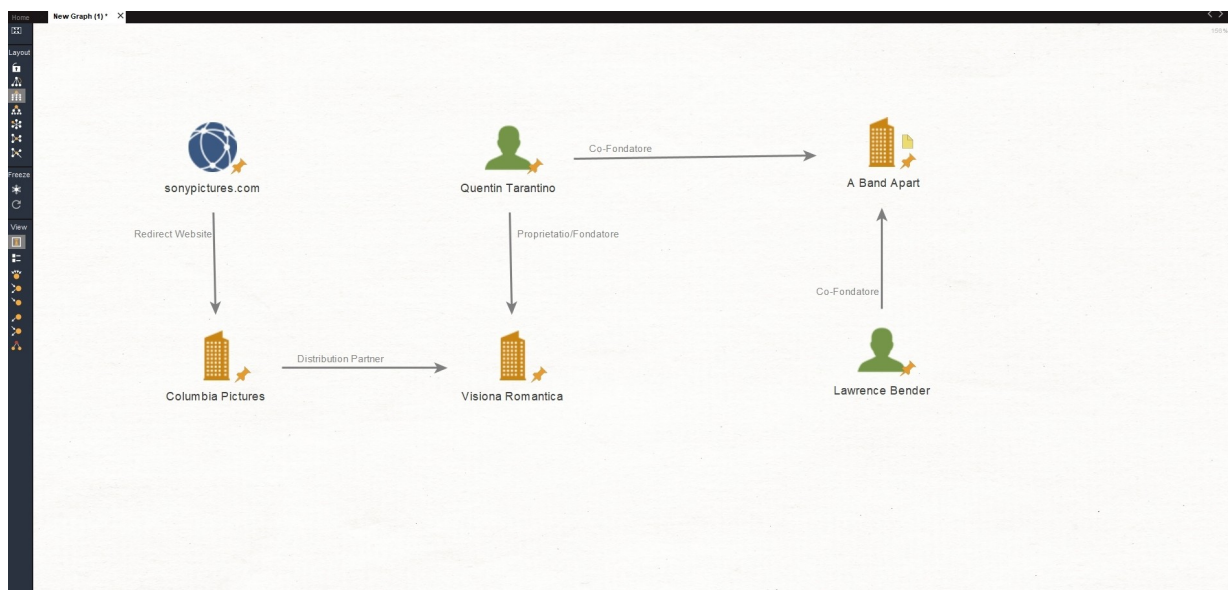 Home
New Graph (1) *
100%
Layout
Freeze
View
sonypictures.com
Quentin Tarantino
Co-Fondatore
A Band Apart
Redirect Website
Proprietatio/Fondatore
Co-Fondatore
Distribution Partner
Columbia Pictures
Visiona Romantica
Lawrence Bender